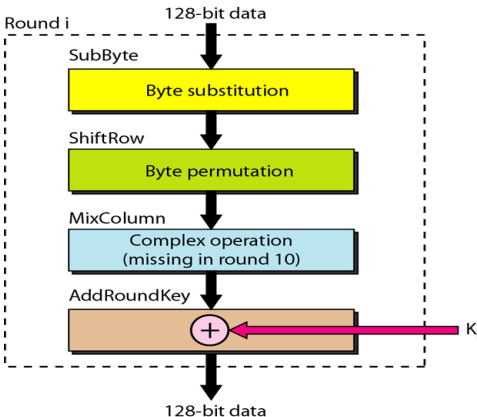 128-bit data
Round i
SubByte
Byte substitution
ShiftRow
Byte permutation
MixColumn
Complex operation
(missing in round 10)
AddRoundKey
+
K
128-bit data